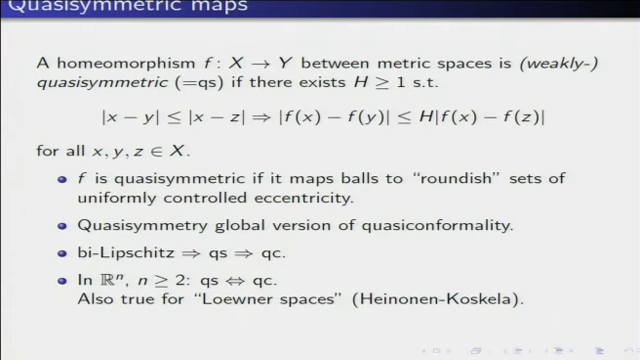 Quasisymmetric maps
A homeomorphism f: X → Y between metric spaces is (weakly-)
quasisymmetric (=qs) if there exists H ≥ 1 s.t.
|x − y| ≤ |x − z| ⇒ |f(x) − f(y)| ≤ H|f(x) − f(z)|
for all x, y, z ∈ X.
f is quasisymmetric if it maps balls to "roundish" sets of
uniformly controlled eccentricity.
Quasisymmetry global version of quasiconformality.
bi-Lipschitz ⇒ qs ⇒ qc.
In ℝⁿ, n ≥ 2: qs ⇔ qc.
Also true for "Loewner spaces" (Heinonen-Koskela).